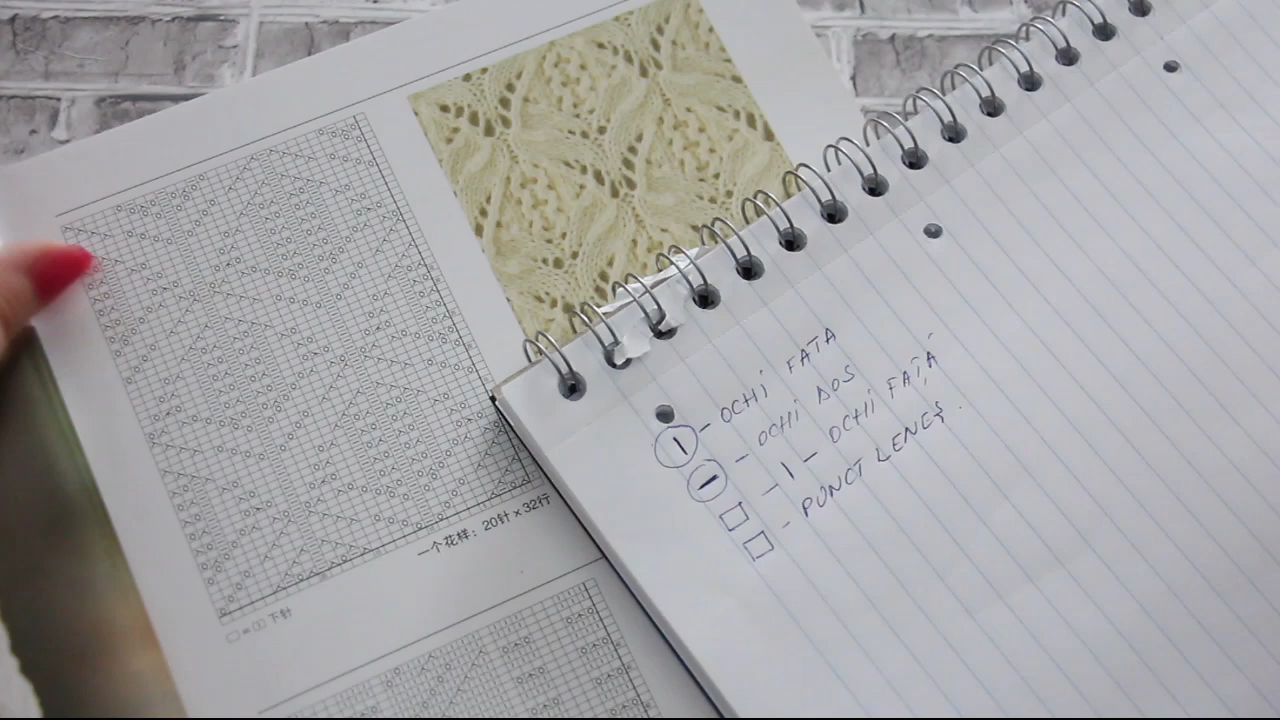 一个花样：20针×32行
下针
I - OCHI FATA
- - OCHI DOS
□ - I - OCHI FAȚĂ
□ - PUNCT LENEȘ.